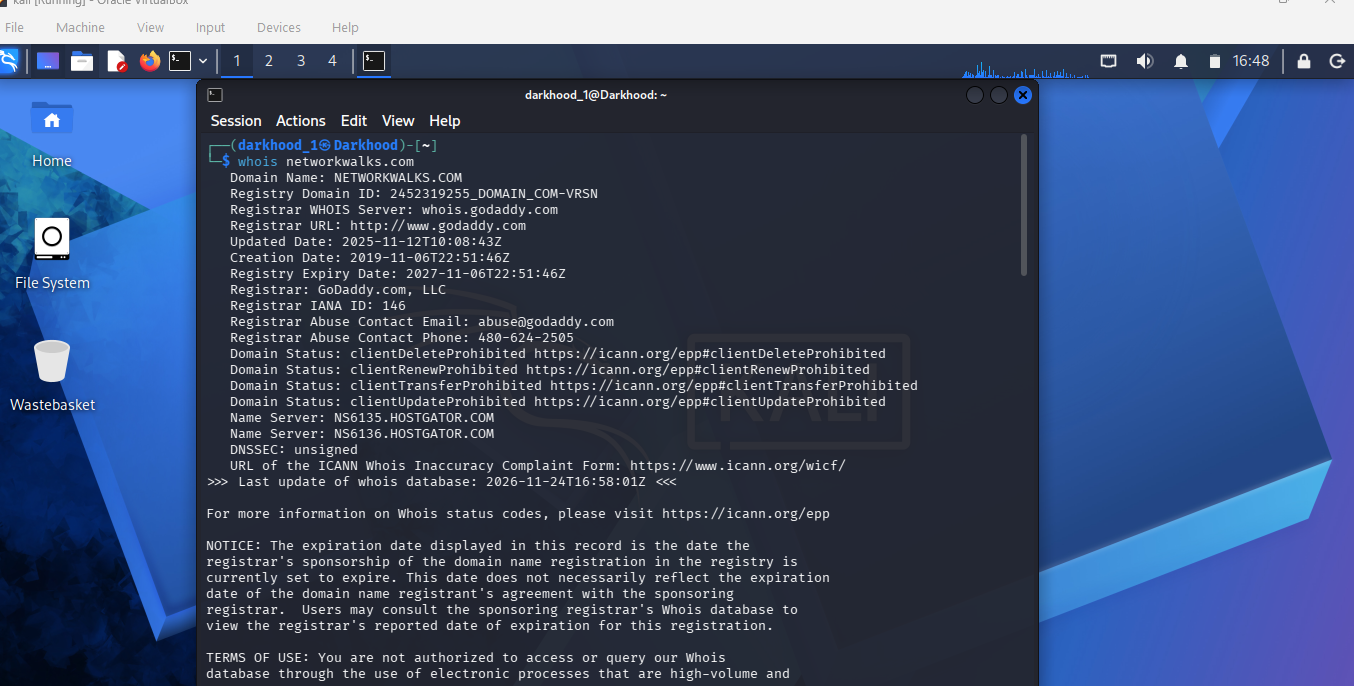 kali [Running] - Oracle VirtualBox
File Machine View Input Devices Help
1 2 3 4 16:48
darkhood_1@Darkhood: ~
Session Actions Edit View Help
Home
File System
Wastebasket
┌──(darkhood_1㉿Darkhood)-[~]
└─$ whois networkwalks.com
Domain Name: NETWORKWALKS.COM
Registry Domain ID: 2452319255_DOMAIN_COM-VRSN
Registrar WHOIS Server: whois.godaddy.com
Registrar URL: http://www.godaddy.com
Updated Date: 2025-11-12T10:08:43Z
Creation Date: 2019-11-06T22:51:46Z
Registry Expiry Date: 2027-11-06T22:51:46Z
Registrar: GoDaddy.com, LLC
Registrar IANA ID: 146
Registrar Abuse Contact Email: abuse@godaddy.com
Registrar Abuse Contact Phone: 480-624-2505
Domain Status: clientDeleteProhibited https://icann.org/epp#clientDeleteProhibited
Domain Status: clientRenewProhibited https://icann.org/epp#clientRenewProhibited
Domain Status: clientTransferProhibited https://icann.org/epp#clientTransferProhibited
Domain Status: clientUpdateProhibited https://icann.org/epp#clientUpdateProhibited
Name Server: NS6135.HOSTGATOR.COM
Name Server: NS6136.HOSTGATOR.COM
DNSSEC: unsigned
URL of the ICANN Whois Inaccuracy Complaint Form: https://www.icann.org/wicf/
>>> Last update of whois database: 2026-11-24T16:58:01Z <<<
For more information on Whois status codes, please visit https://icann.org/epp
NOTICE: The expiration date displayed in this record is the date the
registrar's sponsorship of the domain name registration in the registry is
currently set to expire. This date does not necessarily reflect the expiration
date of the domain name registrant's agreement with the sponsoring
registrar.  Users may consult the sponsoring registrar's Whois database to
view the registrar's reported date of expiration for this registration.
TERMS OF USE: You are not authorized to access or query our Whois
database through the use of electronic processes that are high-volume and
KALI